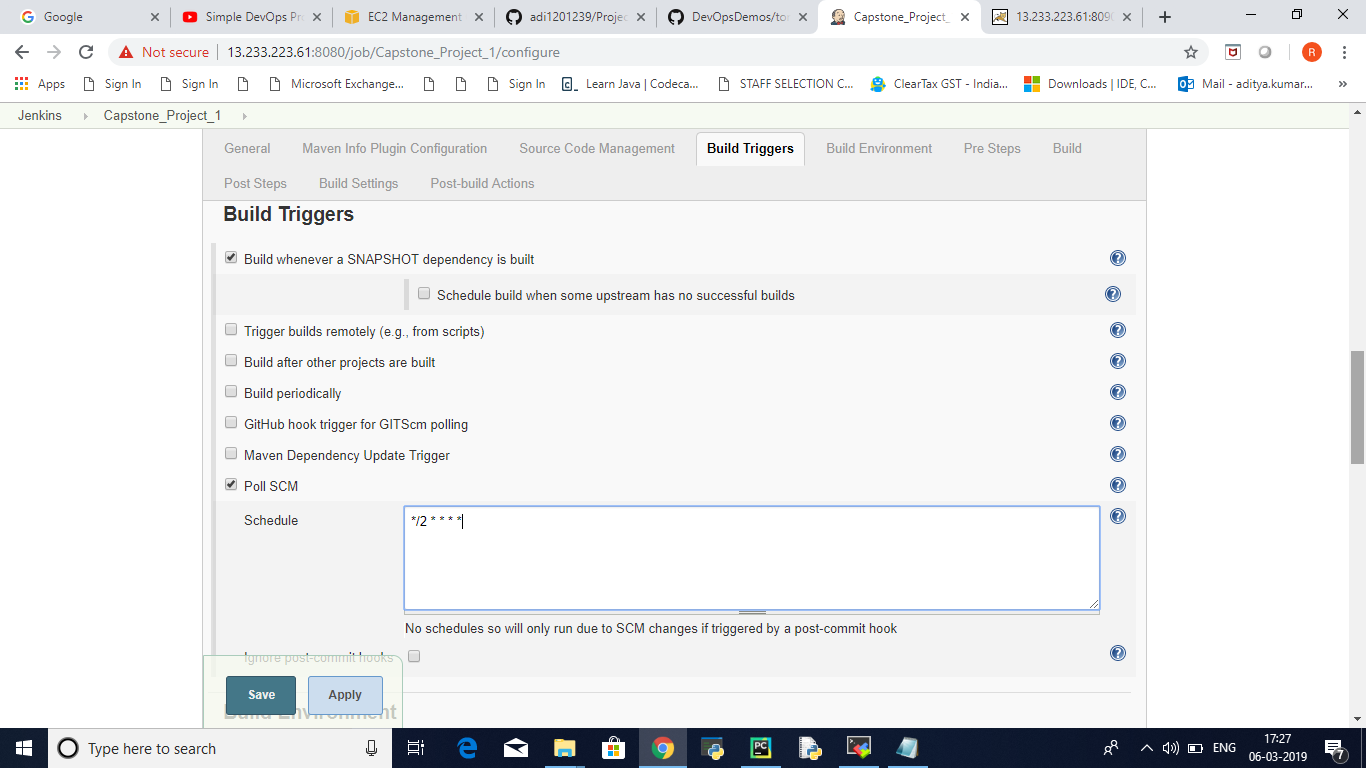 Google
Simple DevOps Pr
EC2 Management
adi1201239/Projec
DevOpsDemos/to
Capstone_Project_
13.233.223.61:809
Not secure 13.233.223.61:8080/job/Capstone_Project_1/configure
R
Apps
Sign In
Sign In
Microsoft Exchange...
Sign In
Learn Java | Codeca...
STAFF SELECTION C...
ClearTax GST - India...
Downloads | IDE, C...
Mail - aditya.kumar...
Jenkins
Capstone_Project_1
General
Maven Info Plugin Configuration
Source Code Management
Build Triggers
Build Environment
Pre Steps
Build
Post Steps
Build Settings
Post-build Actions
Build Triggers
Build whenever a SNAPSHOT dependency is built
Schedule build when some upstream has no successful builds
Trigger builds remotely (e.g., from scripts)
Build after other projects are built
Build periodically
GitHub hook trigger for GITScm polling
Maven Dependency Update Trigger
Poll SCM
Schedule
*/2 * * * *
No schedules so will only run due to SCM changes if triggered by a post-commit hook
Ignore post-commit hooks
Save
Apply
Build Environment
Type here to search
ENG
17:27
06-03-2019
7